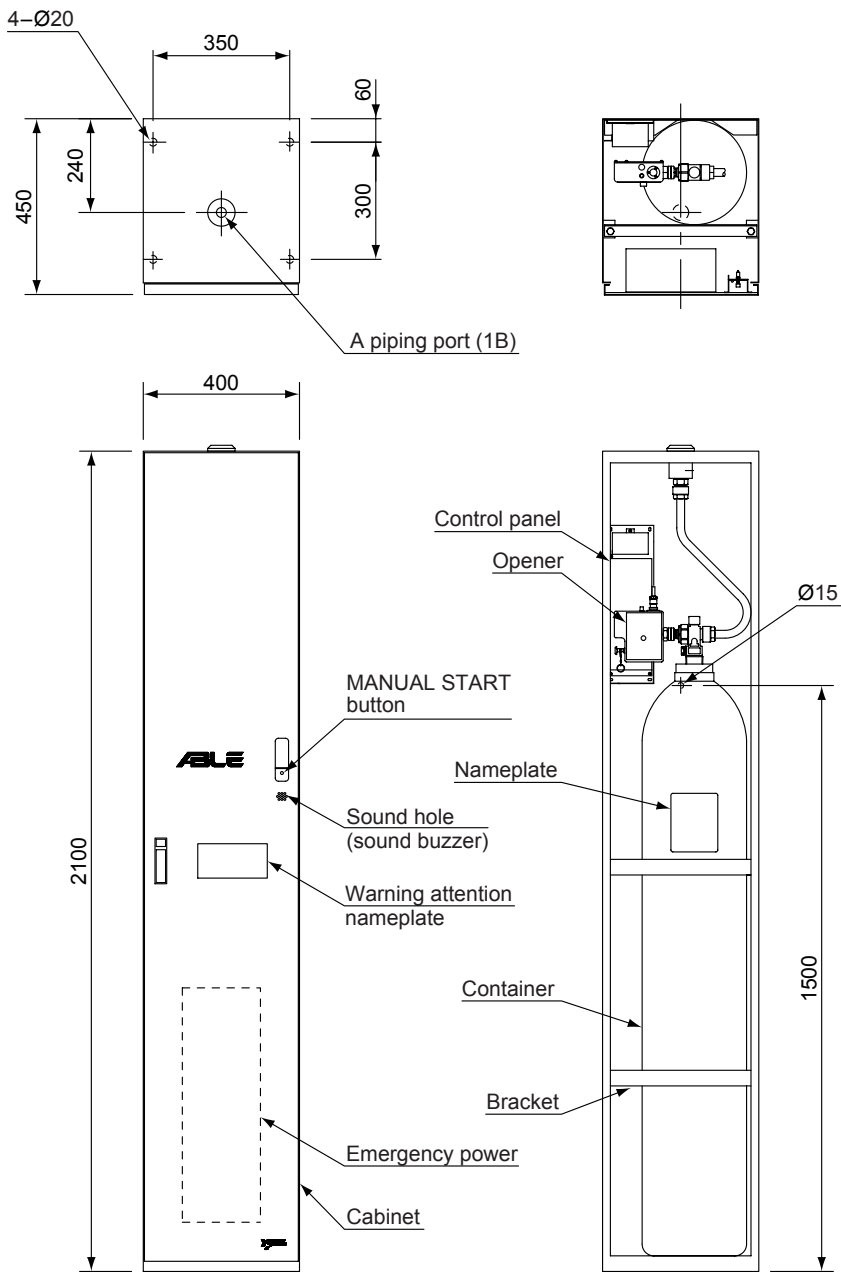 4–Ø20
350
60
240
450
300
A piping port (1B)
400
2100
ABLE
MANUAL START
button
Sound hole
(sound buzzer)
Warning attention
nameplate
Emergency power
Cabinet
Control panel
Opener
Ø15
Nameplate
Container
1500
Bracket